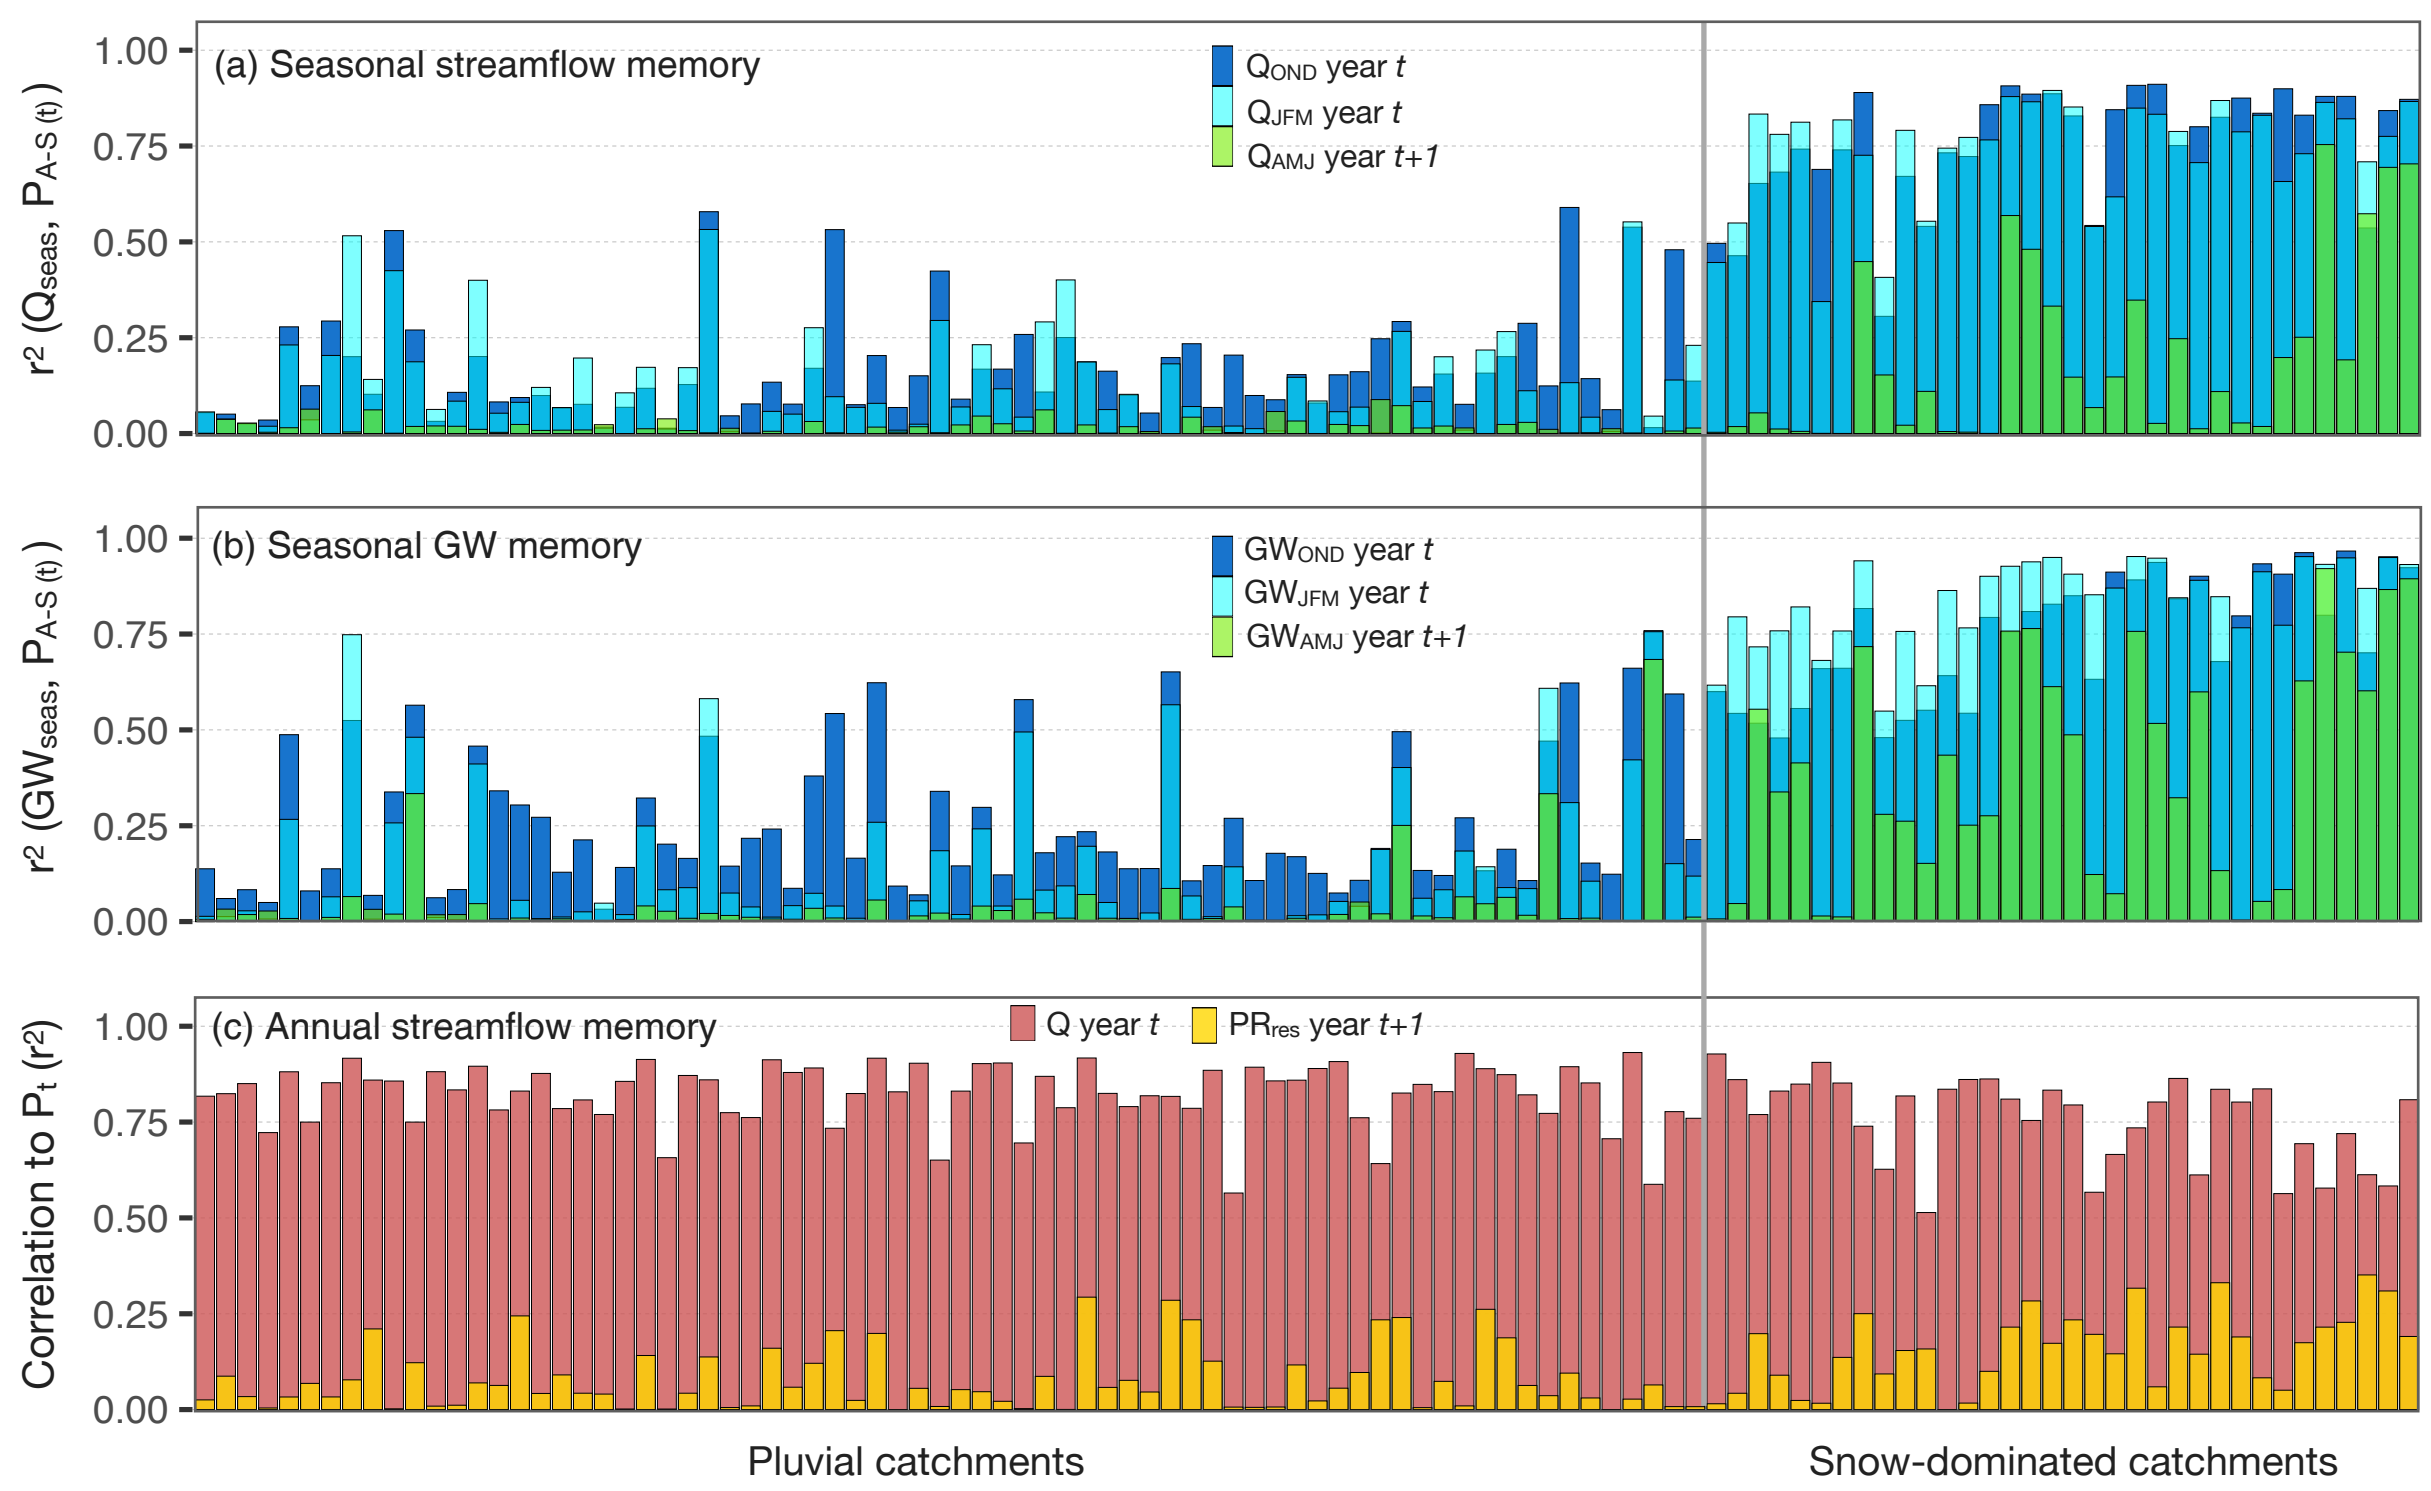 (a) Seasonal streamflow memory
QOND year t
QJFM year t
QAMJ year t+1
r2 (Qseas, PA-S (t))
1.00
0.75
0.50
0.25
0.00
(b) Seasonal GW memory
GWOND year t
GWJFM year t
GWAMJ year t+1
r2 (GWseas, PA-S (t))
1.00
0.75
0.50
0.25
0.00
(c) Annual streamflow memory
Q year t
PRres year t+1
Correlation to Pt (r2)
1.00
0.75
0.50
0.25
0.00
Pluvial catchments
Snow-dominated catchments